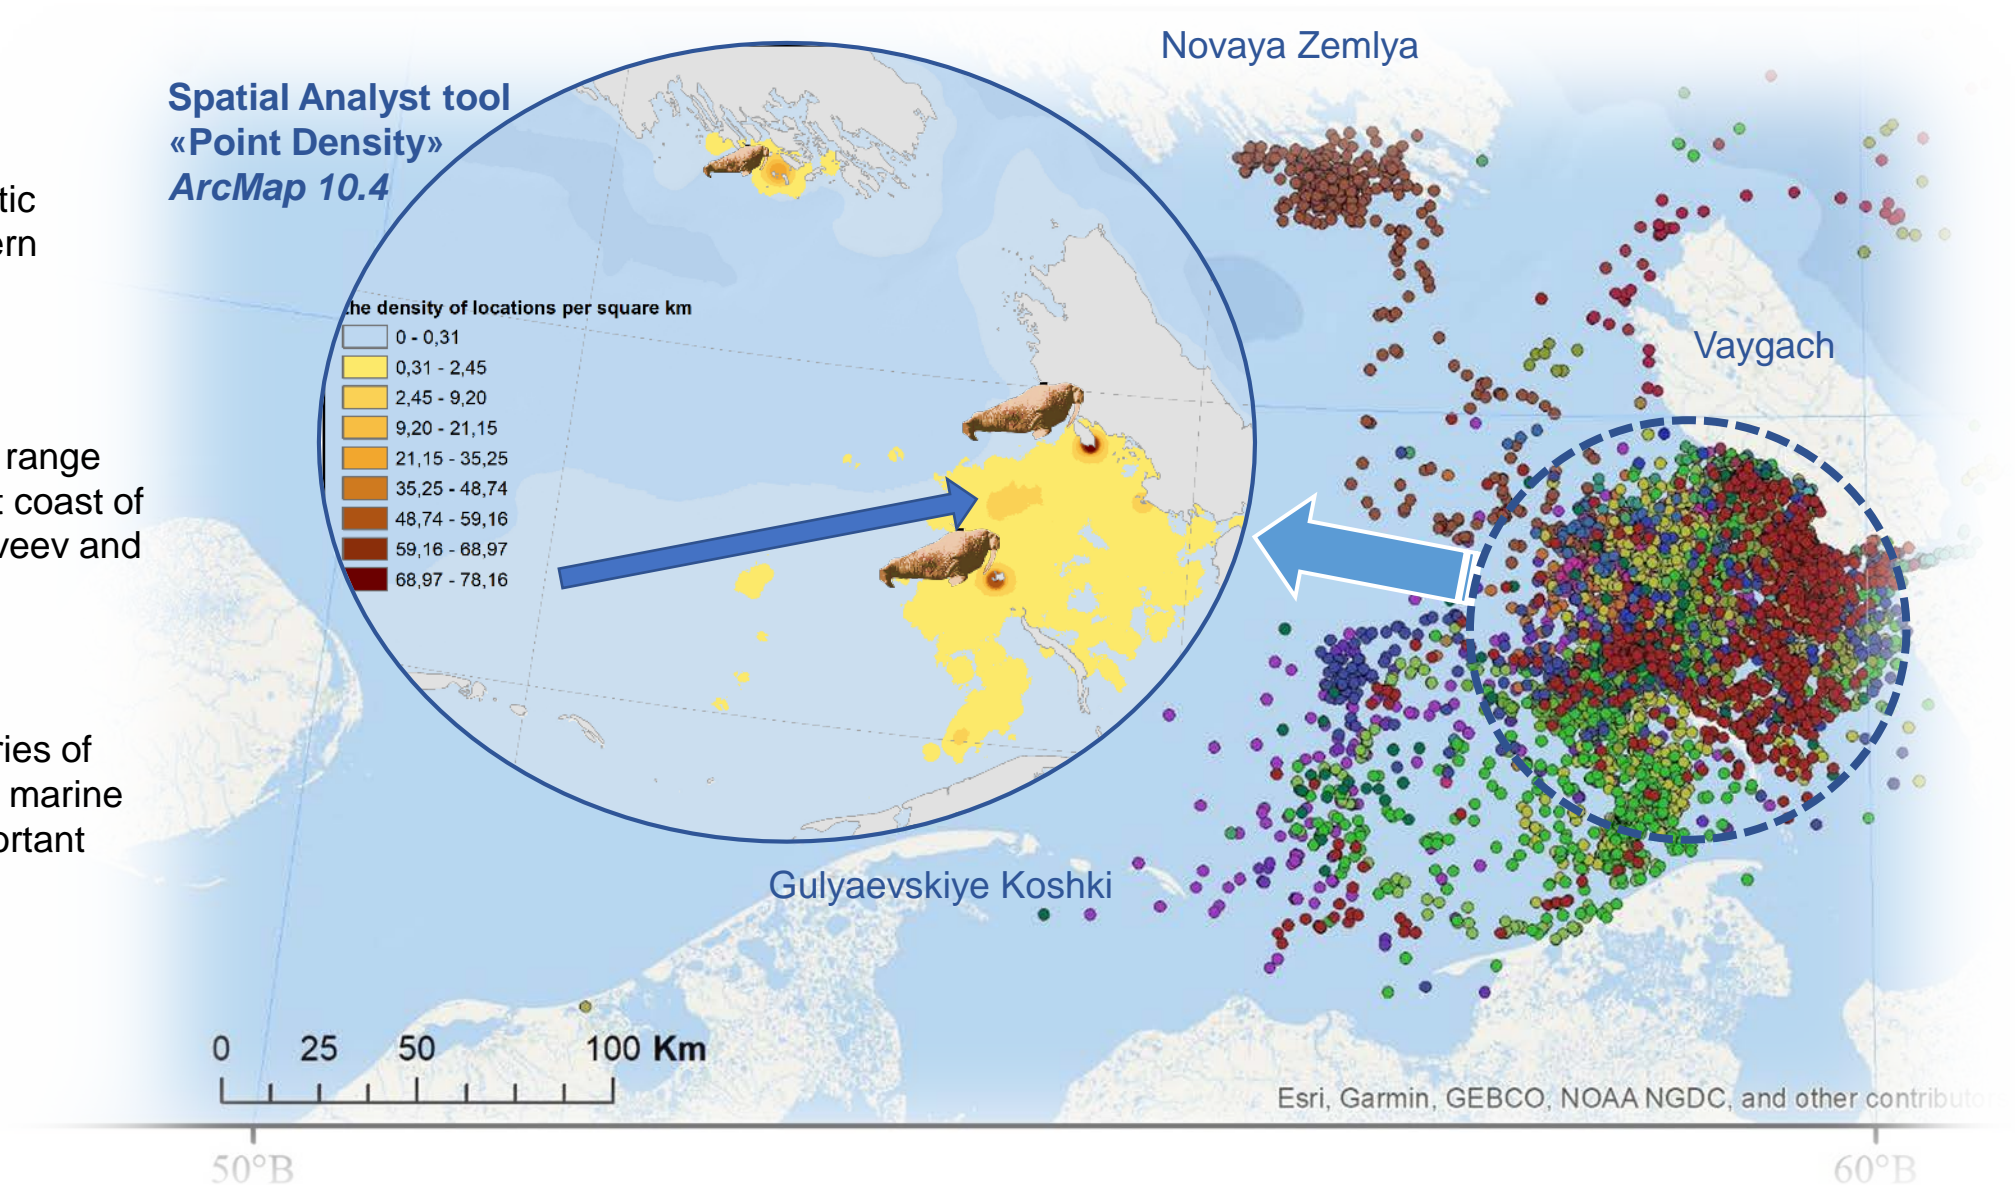 Novaya Zemlya
Spatial Analyst tool
«Point Density»
ArcMap 10.4
tic
ern
range
t coast of
veev and
ries of
marine
ortant
he density of locations per square km
0 - 0,31
0,31 - 2,45
2,45 - 9,20
9,20 - 21,15
21,15 - 35,25
35,25 - 48,74
48,74 - 59,16
59,16 - 68,97
68,97 - 78,16
Vaygach
Gulyaevskiye Koshki
0 25 50 100 Km
Esri, Garmin, GEBCO, NOAA NGDC, and other contributo
50°B
60°B